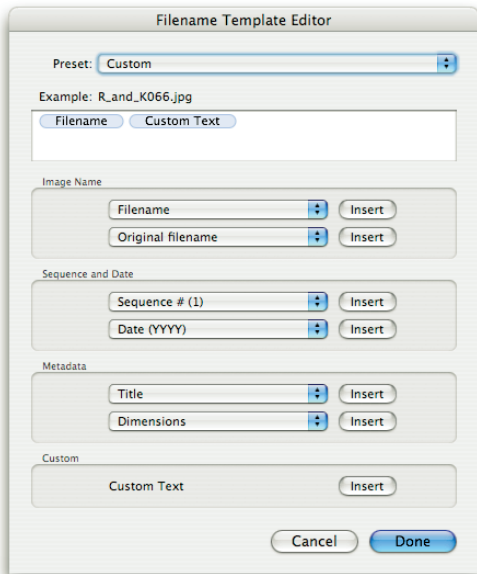 Filename Template Editor
Preset: Custom
Example: R_and_K066.jpg
Filename Custom Text
Image Name
Filename Insert
Original filename Insert
Sequence and Date
Sequence # (1) Insert
Date (YYYY) Insert
Metadata
Title Insert
Dimensions Insert
Custom
Custom Text Insert
Cancel Done